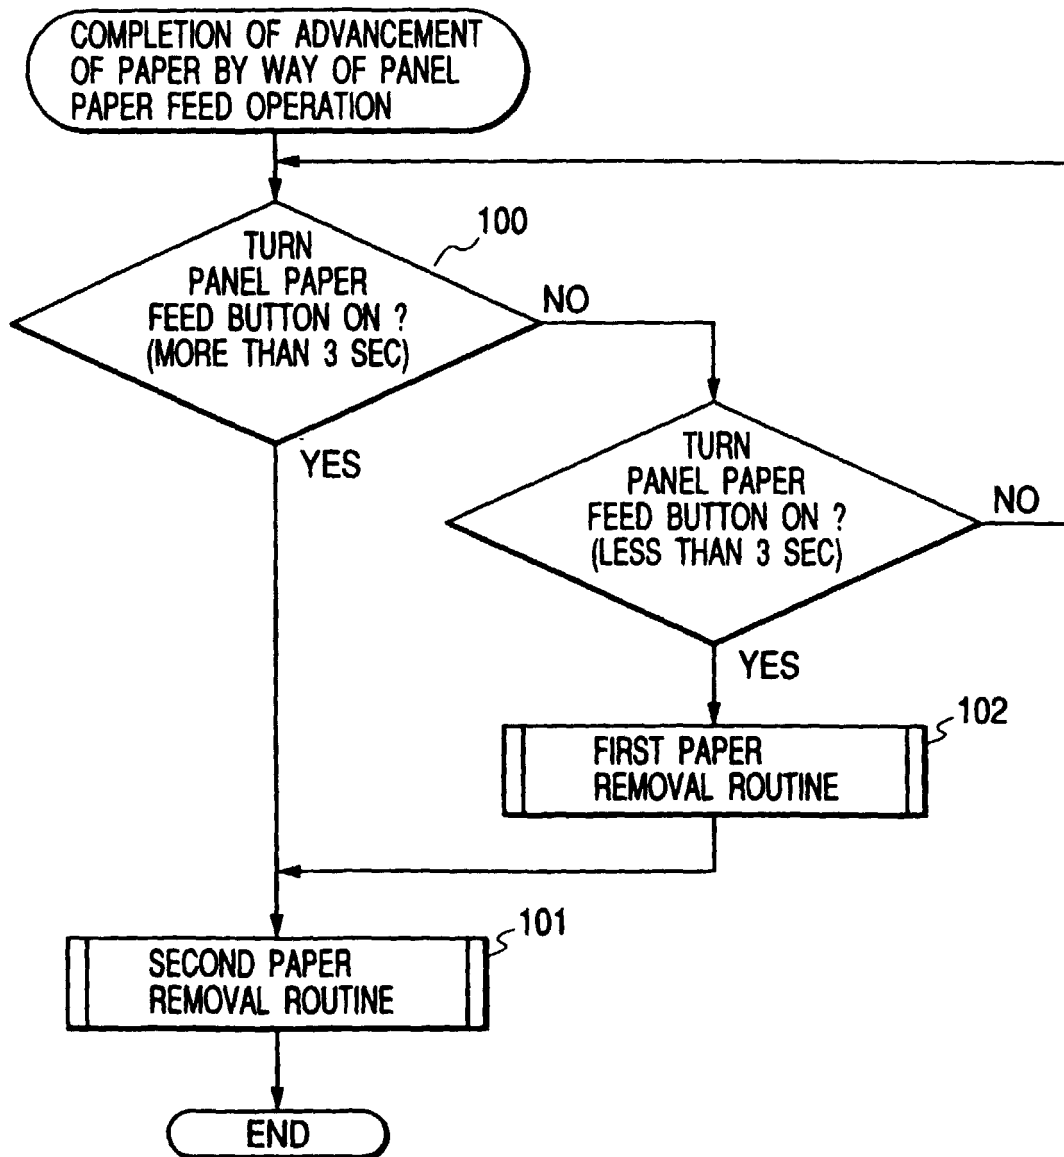 COMPLETION OF ADVANCEMENT
OF PAPER BY WAY OF PANEL
PAPER FEED OPERATION
100
TURN
PANEL PAPER
FEED BUTTON ON ?
(MORE THAN 3 SEC)
NO
YES
TURN
PANEL PAPER
FEED BUTTON ON ?
(LESS THAN 3 SEC)
NO
YES
102
FIRST PAPER
REMOVAL ROUTINE
101
SECOND PAPER
REMOVAL ROUTINE
END